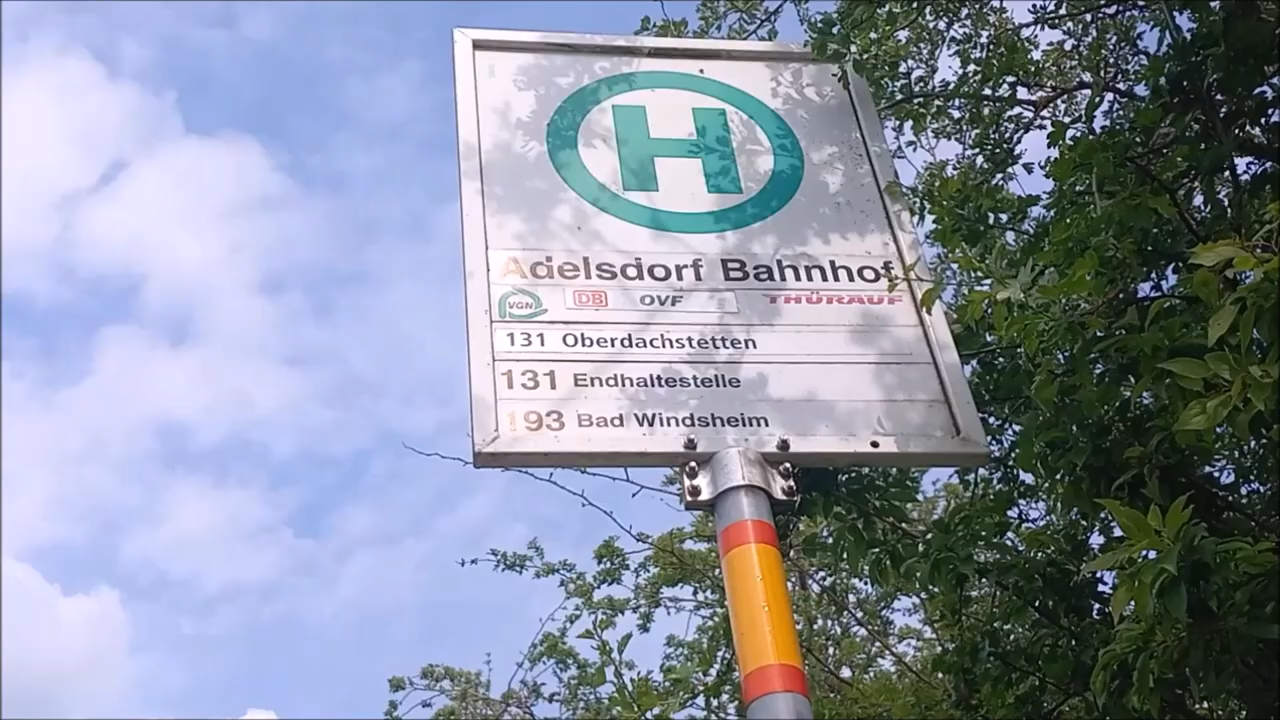 H
Adelsdorf Bahnhof
VGN DB OVF THÜRAUF
131 Oberdachstetten
131 Endhaltestelle
193 Bad Windsheim